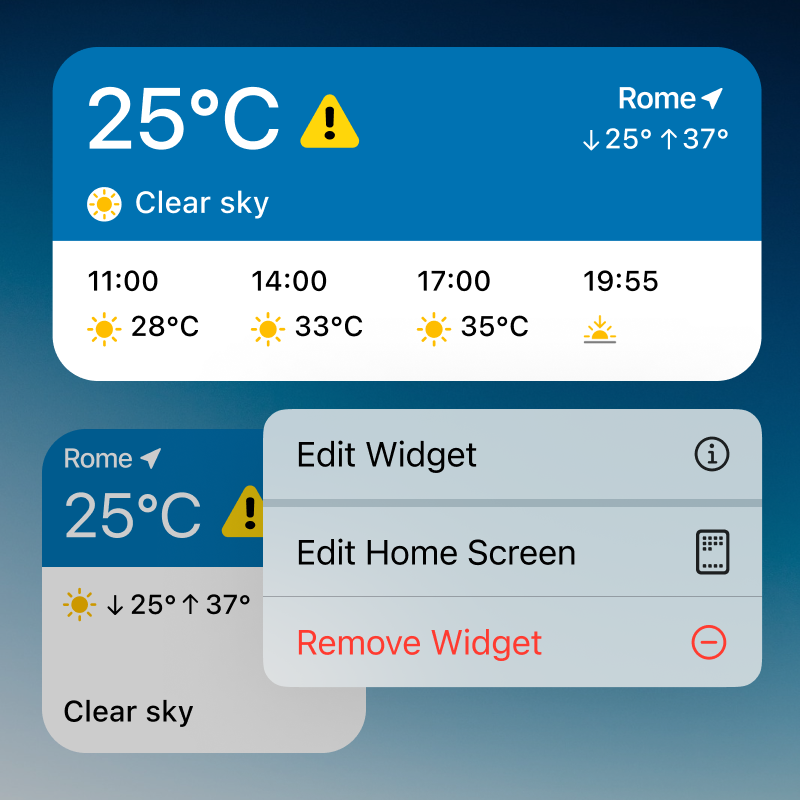 25°C
Rome
↓25° ↑37°
Clear sky
11:00 14:00 17:00 19:55
28°C 33°C 35°C
Rome
25°C
↓25° ↑37°
Clear sky
Edit Widget
Edit Home Screen
Remove Widget